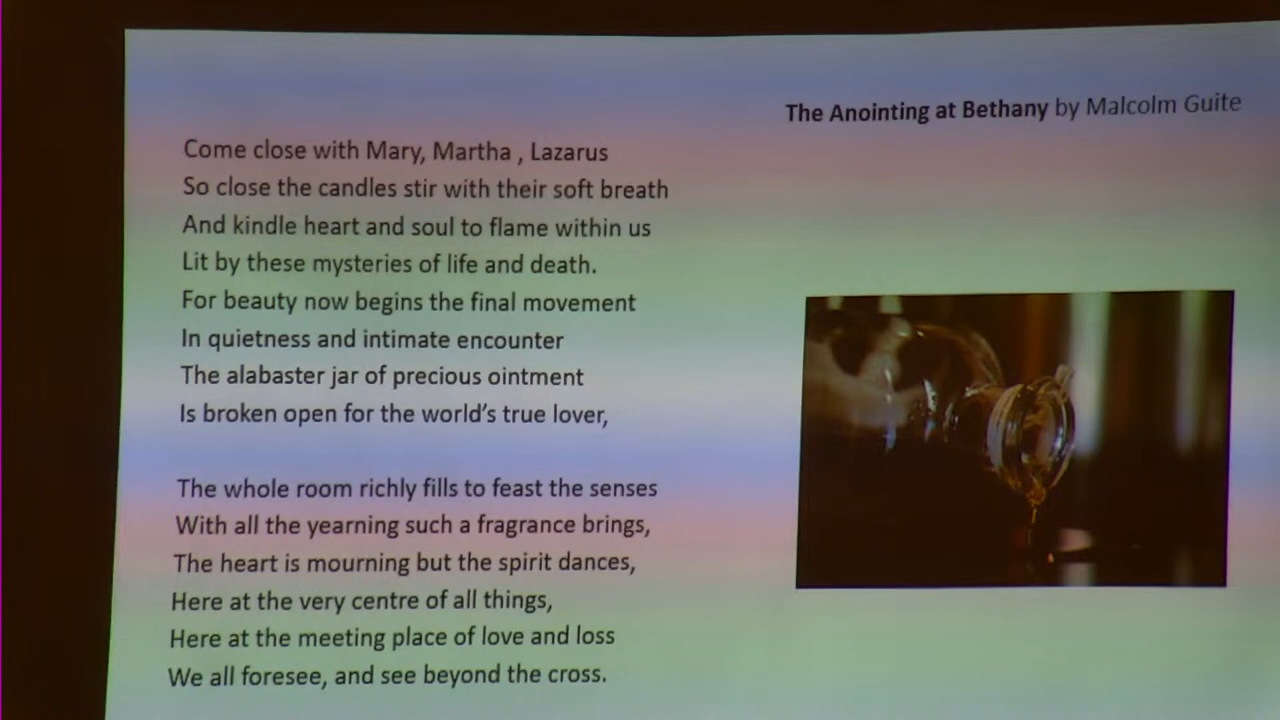 The Anointing at Bethany by Malcolm Guite
Come close with Mary, Martha , Lazarus
So close the candles stir with their soft breath
And kindle heart and soul to flame within us
Lit by these mysteries of life and death.
For beauty now begins the final movement
In quietness and intimate encounter
The alabaster jar of precious ointment
Is broken open for the world’s true lover,
The whole room richly fills to feast the senses
With all the yearning such a fragrance brings,
The heart is mourning but the spirit dances,
Here at the very centre of all things,
Here at the meeting place of love and loss
We all foresee, and see beyond the cross.